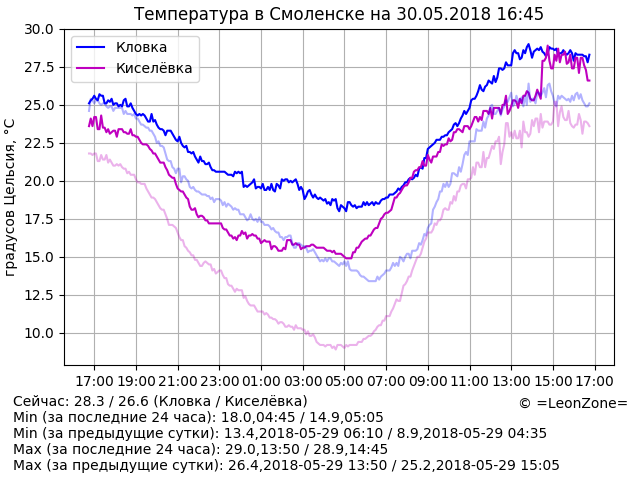 Температура в Смоленске на 30.05.2018 16:45
градусов Цельсия, °C
30.0
27.5
25.0
22.5
20.0
17.5
15.0
12.5
10.0
Кловка
Киселёвка
17:00 19:00 21:00 23:00 01:00 03:00 05:00 07:00 09:00 11:00 13:00 15:00 17:00
Сейчас: 28.3 / 26.6 (Кловка / Киселёвка)
© =LeonZone=
Min (за последние 24 часа): 18.0,04:45 / 14.9,05:05
Min (за предыдущие сутки): 13.4,2018-05-29 06:10 / 8.9,2018-05-29 04:35
Max (за последние 24 часа): 29.0,13:50 / 28.9,14:45
Max (за предыдущие сутки): 26.4,2018-05-29 13:50 / 25.2,2018-05-29 15:05